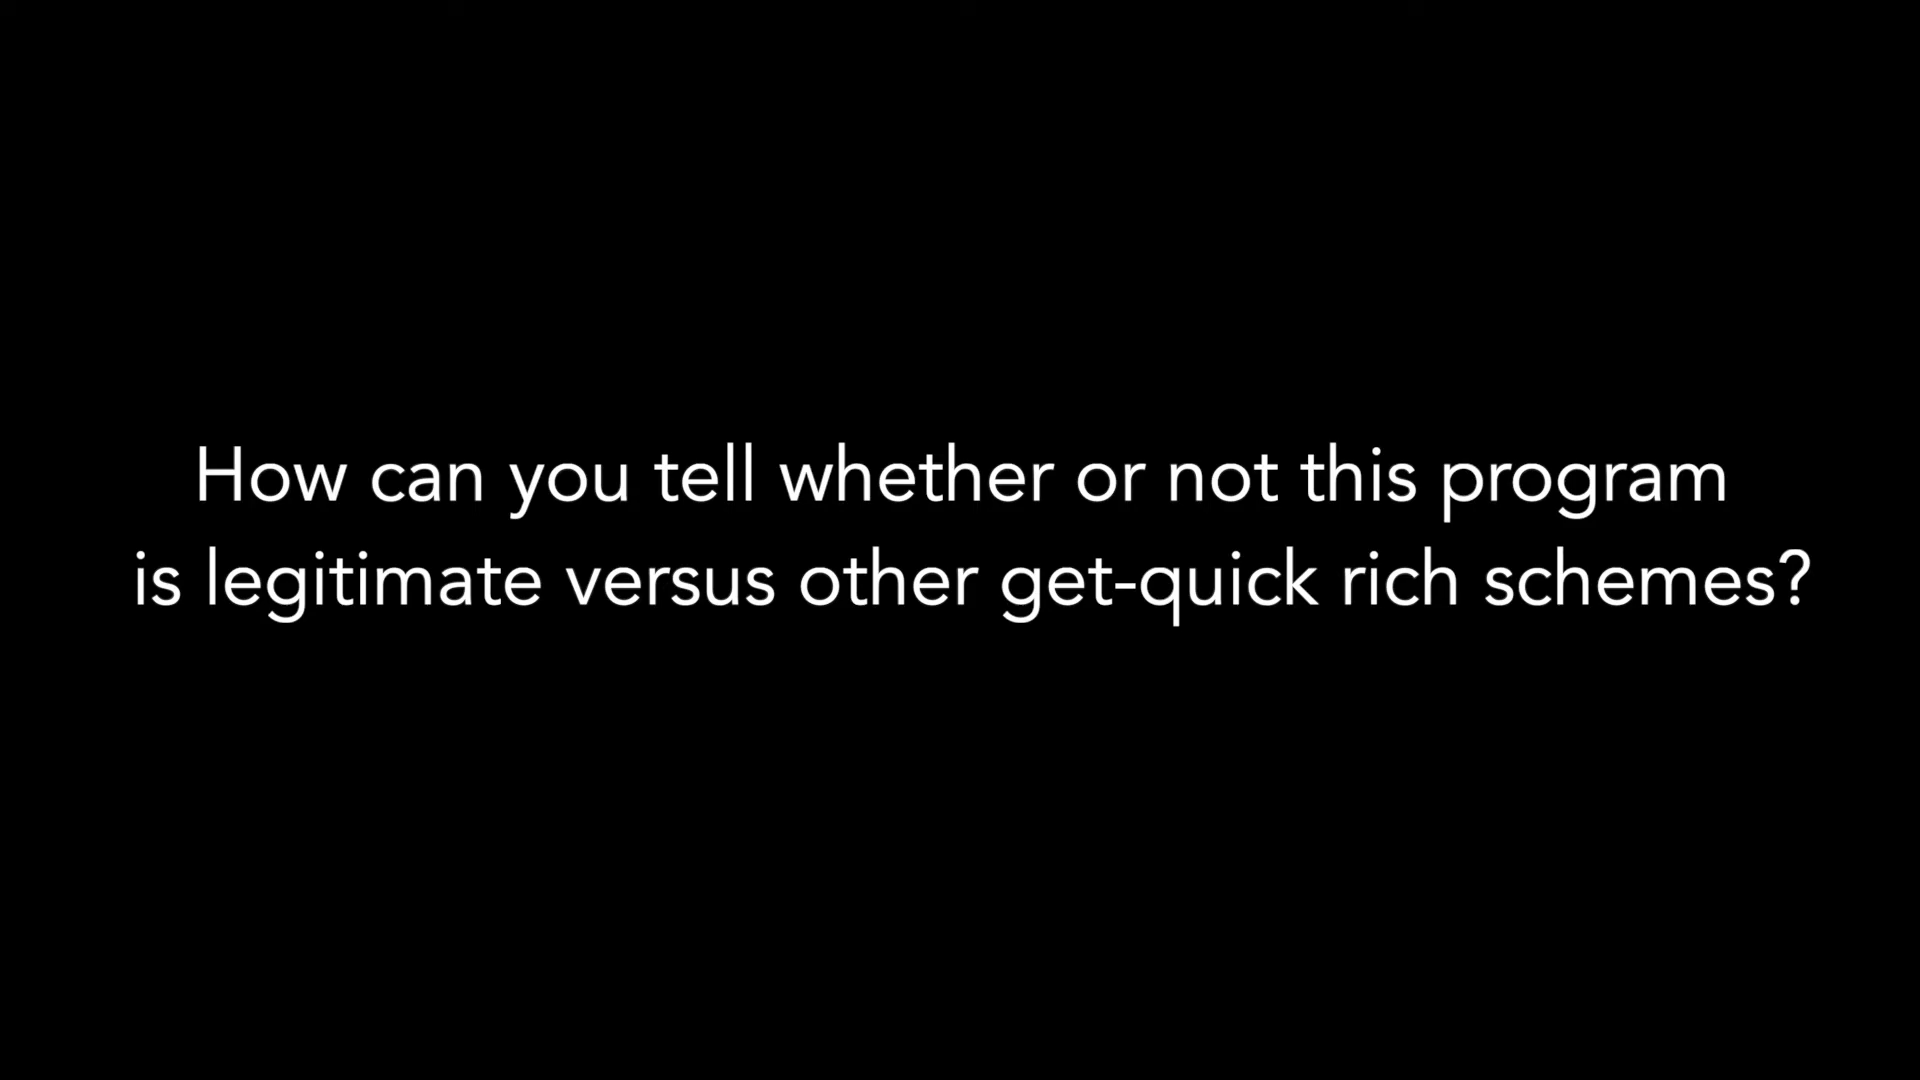 How can you tell whether or not this program
is legitimate versus other get-quick rich schemes?